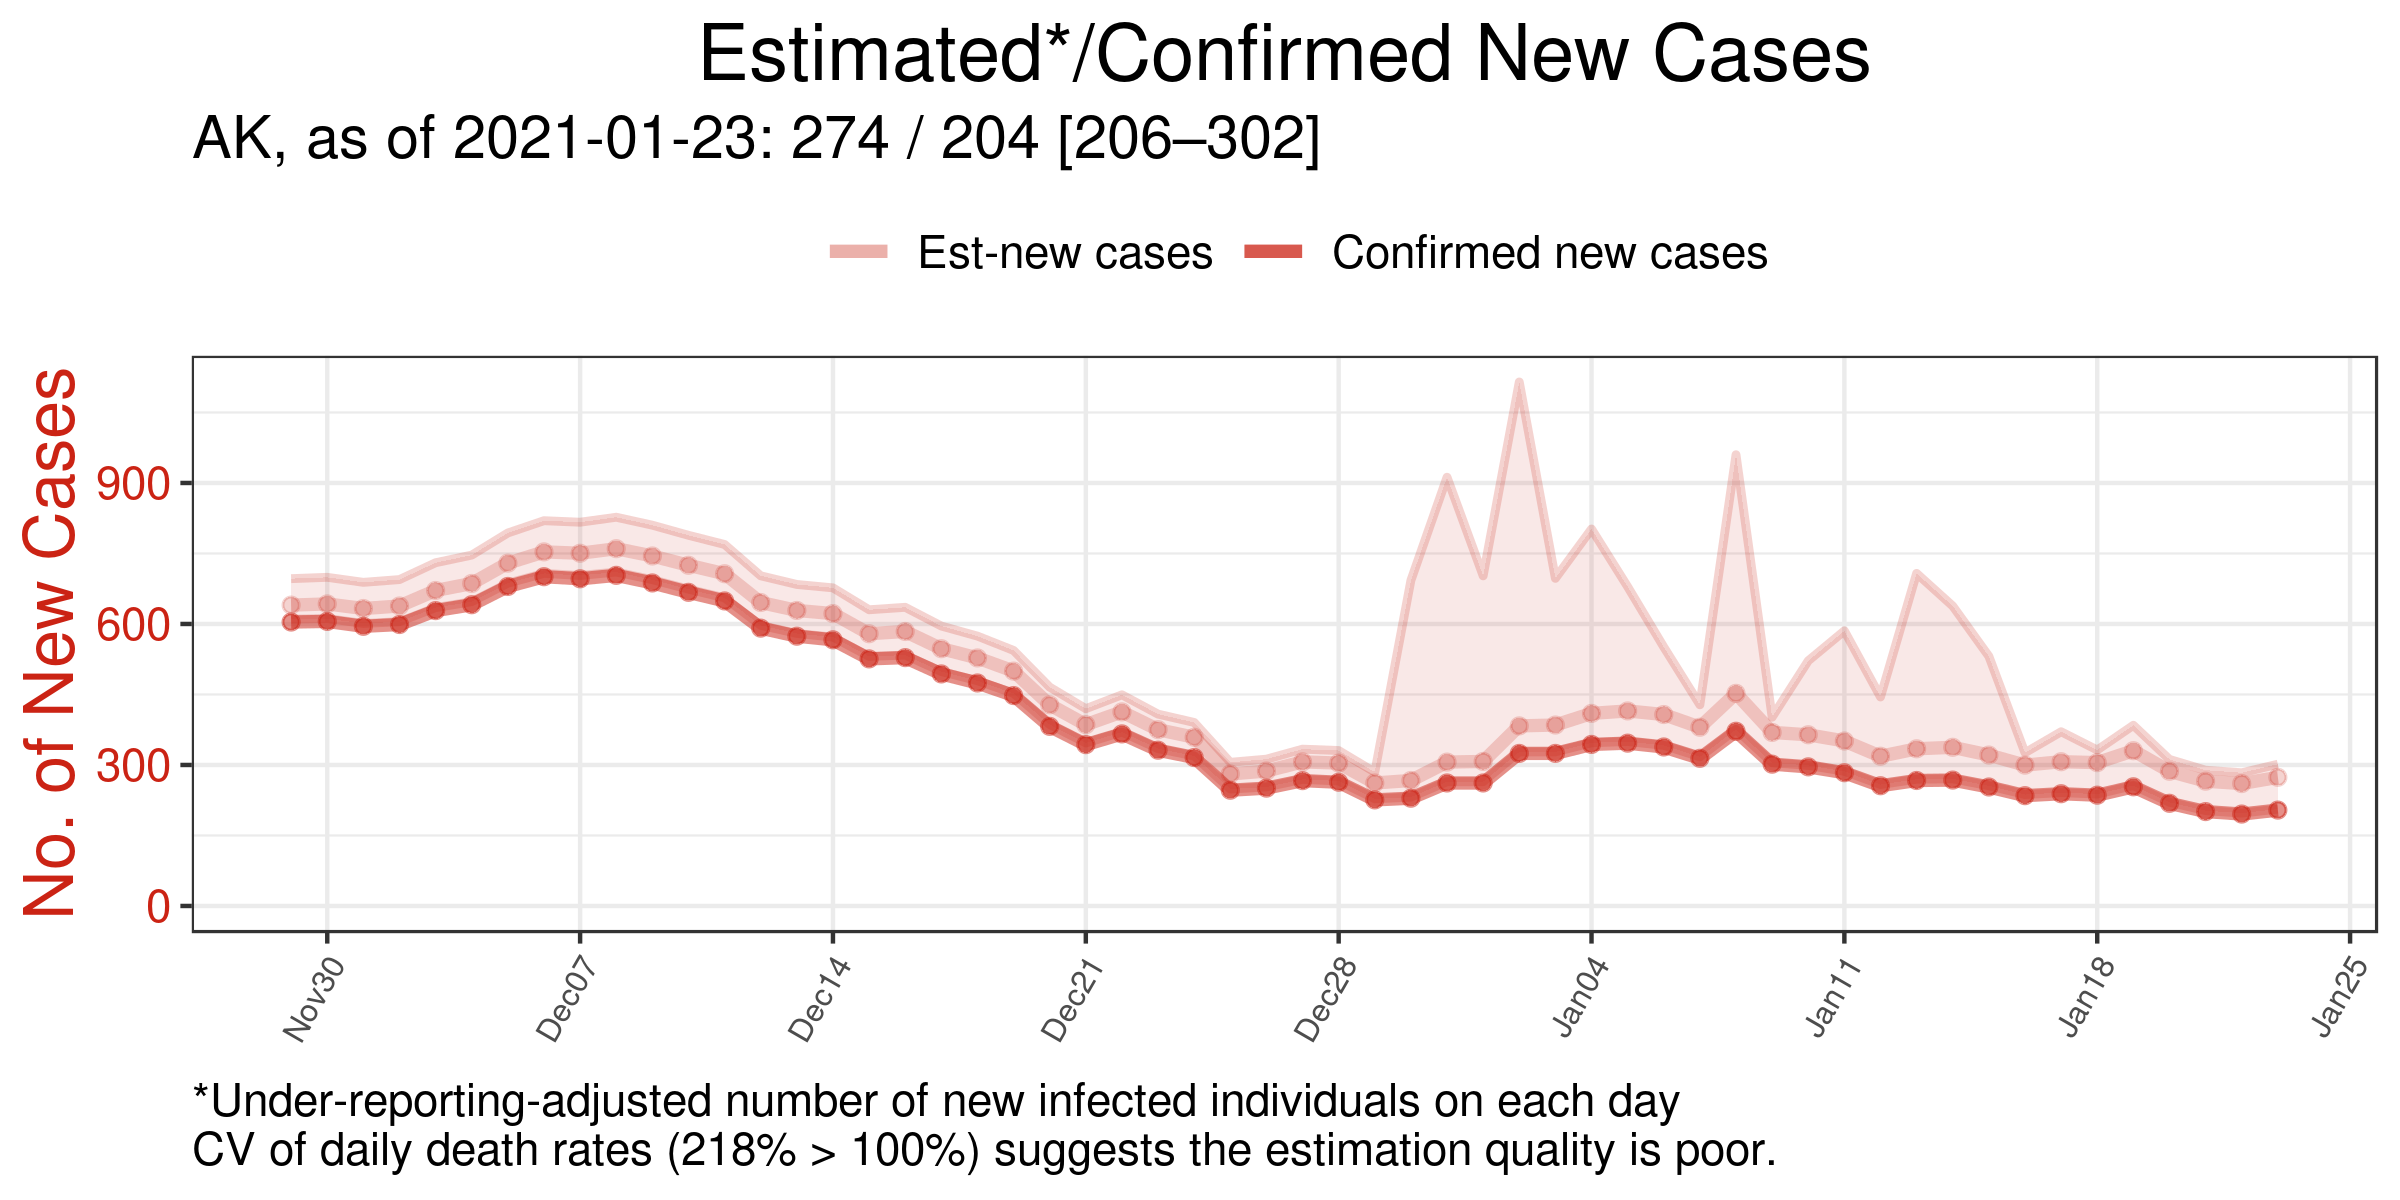 Estimated*/Confirmed New Cases
AK, as of 2021-01-23: 274 / 204 [206–302]
Est-new cases Confirmed new cases
No. of New Cases
900
600
300
0
Nov30 Dec07 Dec14 Dec21 Dec28 Jan04 Jan11 Jan18 Jan25
*Under-reporting-adjusted number of new infected individuals on each day
CV of daily death rates (218% > 100%) suggests the estimation quality is poor.